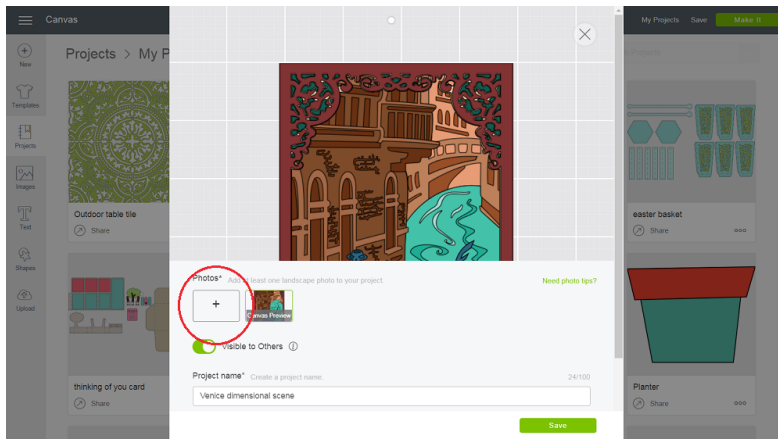 Canvas
My Projects Save Make It
New
Templates
Projects
Images
Text
Shapes
Upload
Projects > My P
Projects
Outdoor table tile
Share
thinking of you card
Share
easter basket
Share
Planter
Share
Photos* Add at least one landscape photo to your project.
Need photo tips?
+
Canvas Preview
Visible to Others
Project name* Create a project name.
24/100
Venice dimensional scene
Save